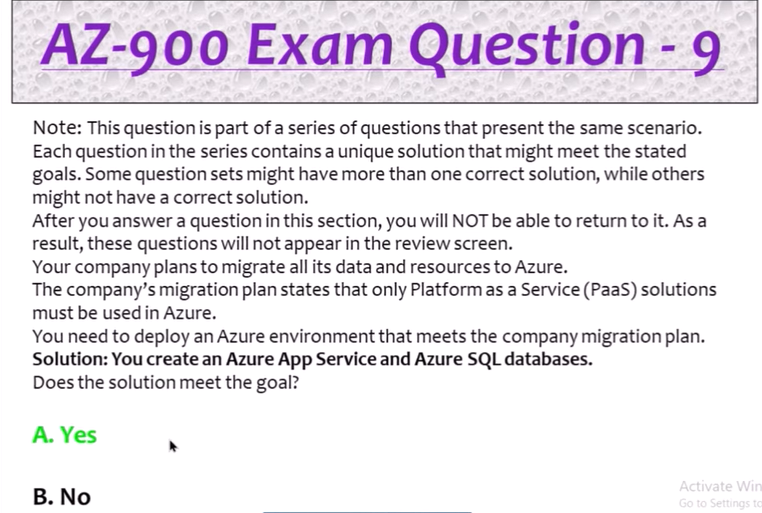 AZ-900 Exam Question - 9
Note: This question is part of a series of questions that present the same scenario.
Each question in the series contains a unique solution that might meet the stated
goals. Some question sets might have more than one correct solution, while others
might not have a correct solution.
After you answer a question in this section, you will NOT be able to return to it. As a
result, these questions will not appear in the review screen.
Your company plans to migrate all its data and resources to Azure.
The company's migration plan states that only Platform as a Service (PaaS) solutions
must be used in Azure.
You need to deploy an Azure environment that meets the company migration plan.
Solution: You create an Azure App Service and Azure SQL databases.
Does the solution meet the goal?
A. Yes
B. No
Activate Win
Go to Settings to